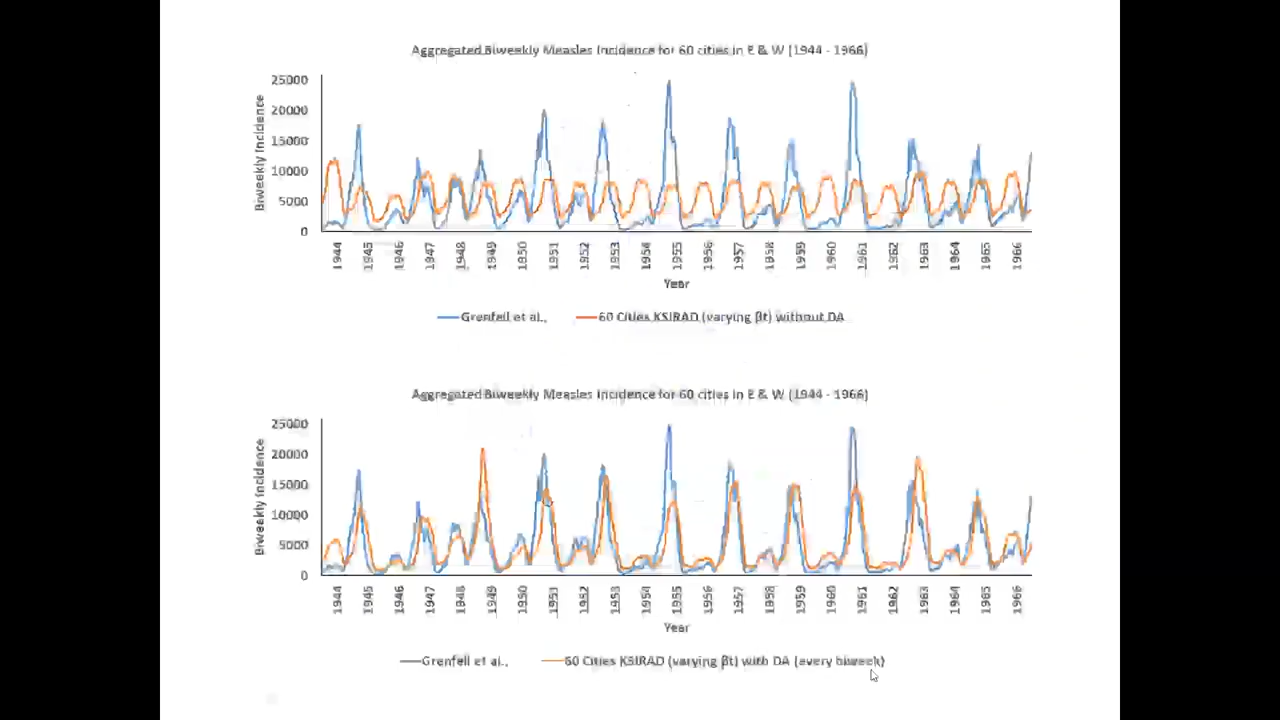 Aggregated Biweekly Measles Incidence for 60 cities in E & W (1944 - 1966)
25000
20000
15000
10000
5000
0
Biweekly Incidence
1944 1945 1946 1947 1948 1949 1950 1951 1952 1953 1954 1955 1956 1957 1958 1959 1960 1961 1962 1963 1964 1965 1966
Year
Grenfell et al., 60 Cities KSIRAD (varying βt) without DA
Aggregated Biweekly Measles Incidence for 60 cities in E & W (1944 - 1966)
25000
20000
15000
10000
5000
0
Biweekly Incidence
1944 1945 1946 1947 1948 1949 1950 1951 1952 1953 1954 1955 1956 1957 1958 1959 1960 1961 1962 1963 1964 1965 1966
Year
Grenfell et al., 60 Cities KSIRAD (varying βt) with DA (every biweek)